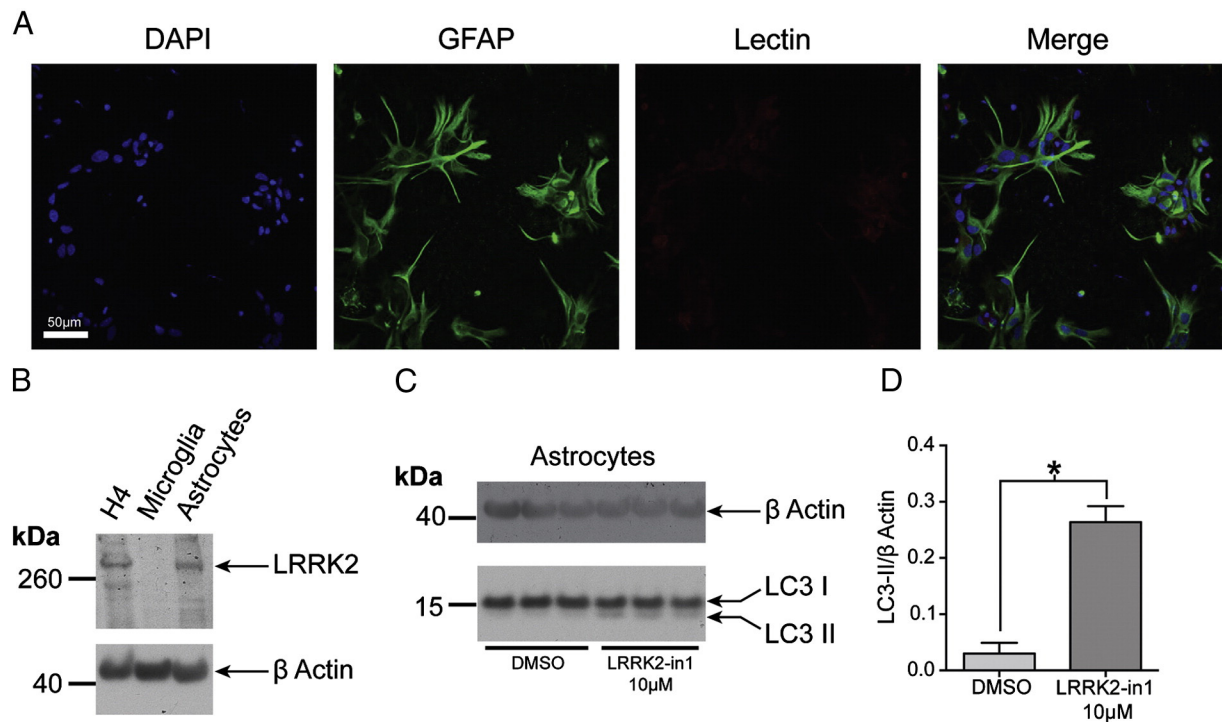 A
DAPI
GFAP
Lectin
Merge
50µm
B
H4
Microglia
Astrocytes
kDa
260
LRRK2
40
β Actin
C
Astrocytes
kDa
40
β Actin
15
LC3 I
LC3 II
DMSO
LRRK2-in1
10µM
D
LC3-II/β Actin
0.4
0.3
0.2
0.1
0.0
*
DMSO
LRRK2-in1
10µM